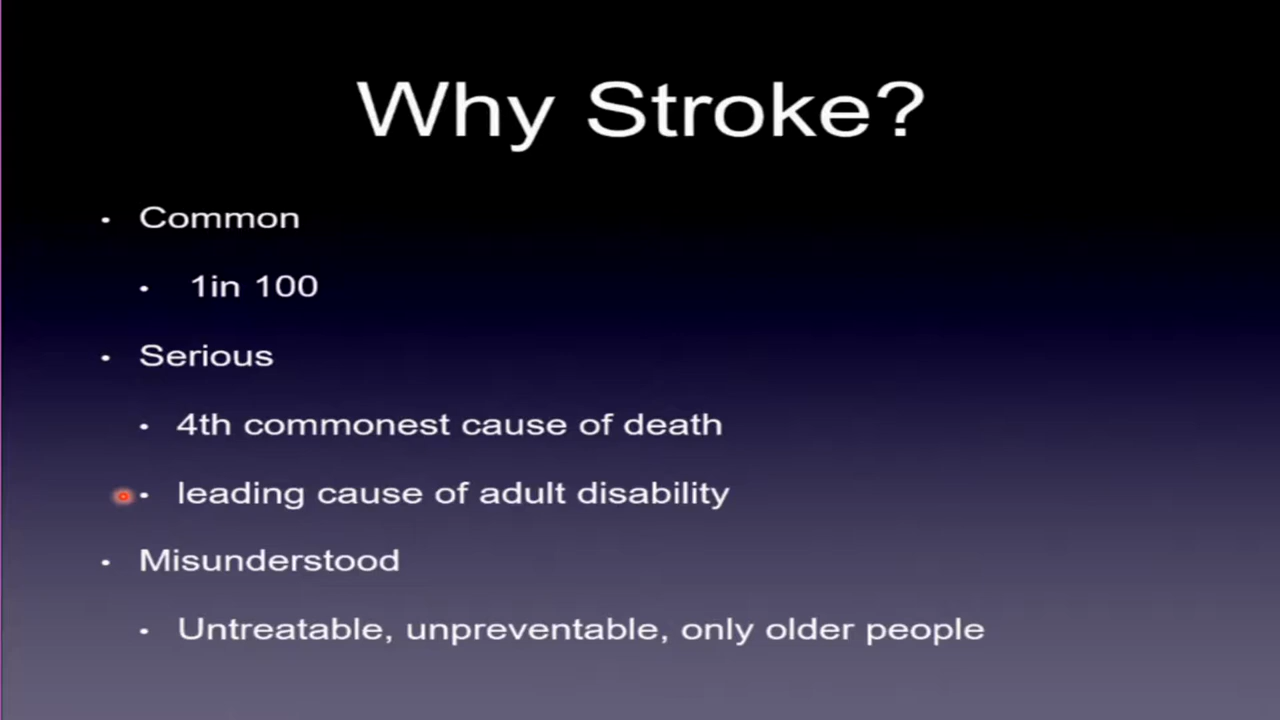 Why Stroke?
• Common
• 1in 100
• Serious
• 4th commonest cause of death
• leading cause of adult disability
• Misunderstood
• Untreatable, unpreventable, only older people